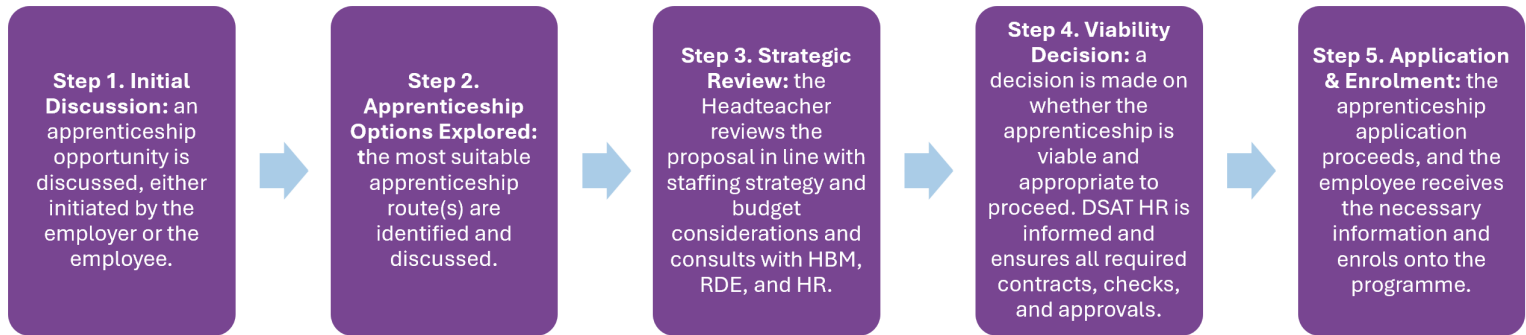 Step 1. Initial
Discussion: an
apprenticeship
opportunity is
discussed, either
initiated by the
employer or the
employee.
Step 2.
Apprenticeship
Options Explored:
the most suitable
apprenticeship
route(s) are
identified and
discussed.
Step 3. Strategic
Review: the
Headteacher
reviews the
proposal in line with
staffing strategy and
budget
considerations and
consults with HBM,
RDE, and HR.
Step 4. Viability
Decision: a
decision is made on
whether the
apprenticeship is
viable and
appropriate to
proceed. DSAT HR is
informed and
ensures all required
contracts, checks,
and approvals.
Step 5. Application
& Enrolment: the
apprenticeship
application
proceeds, and the
employee receives
the necessary
information and
enrols onto the
programme.